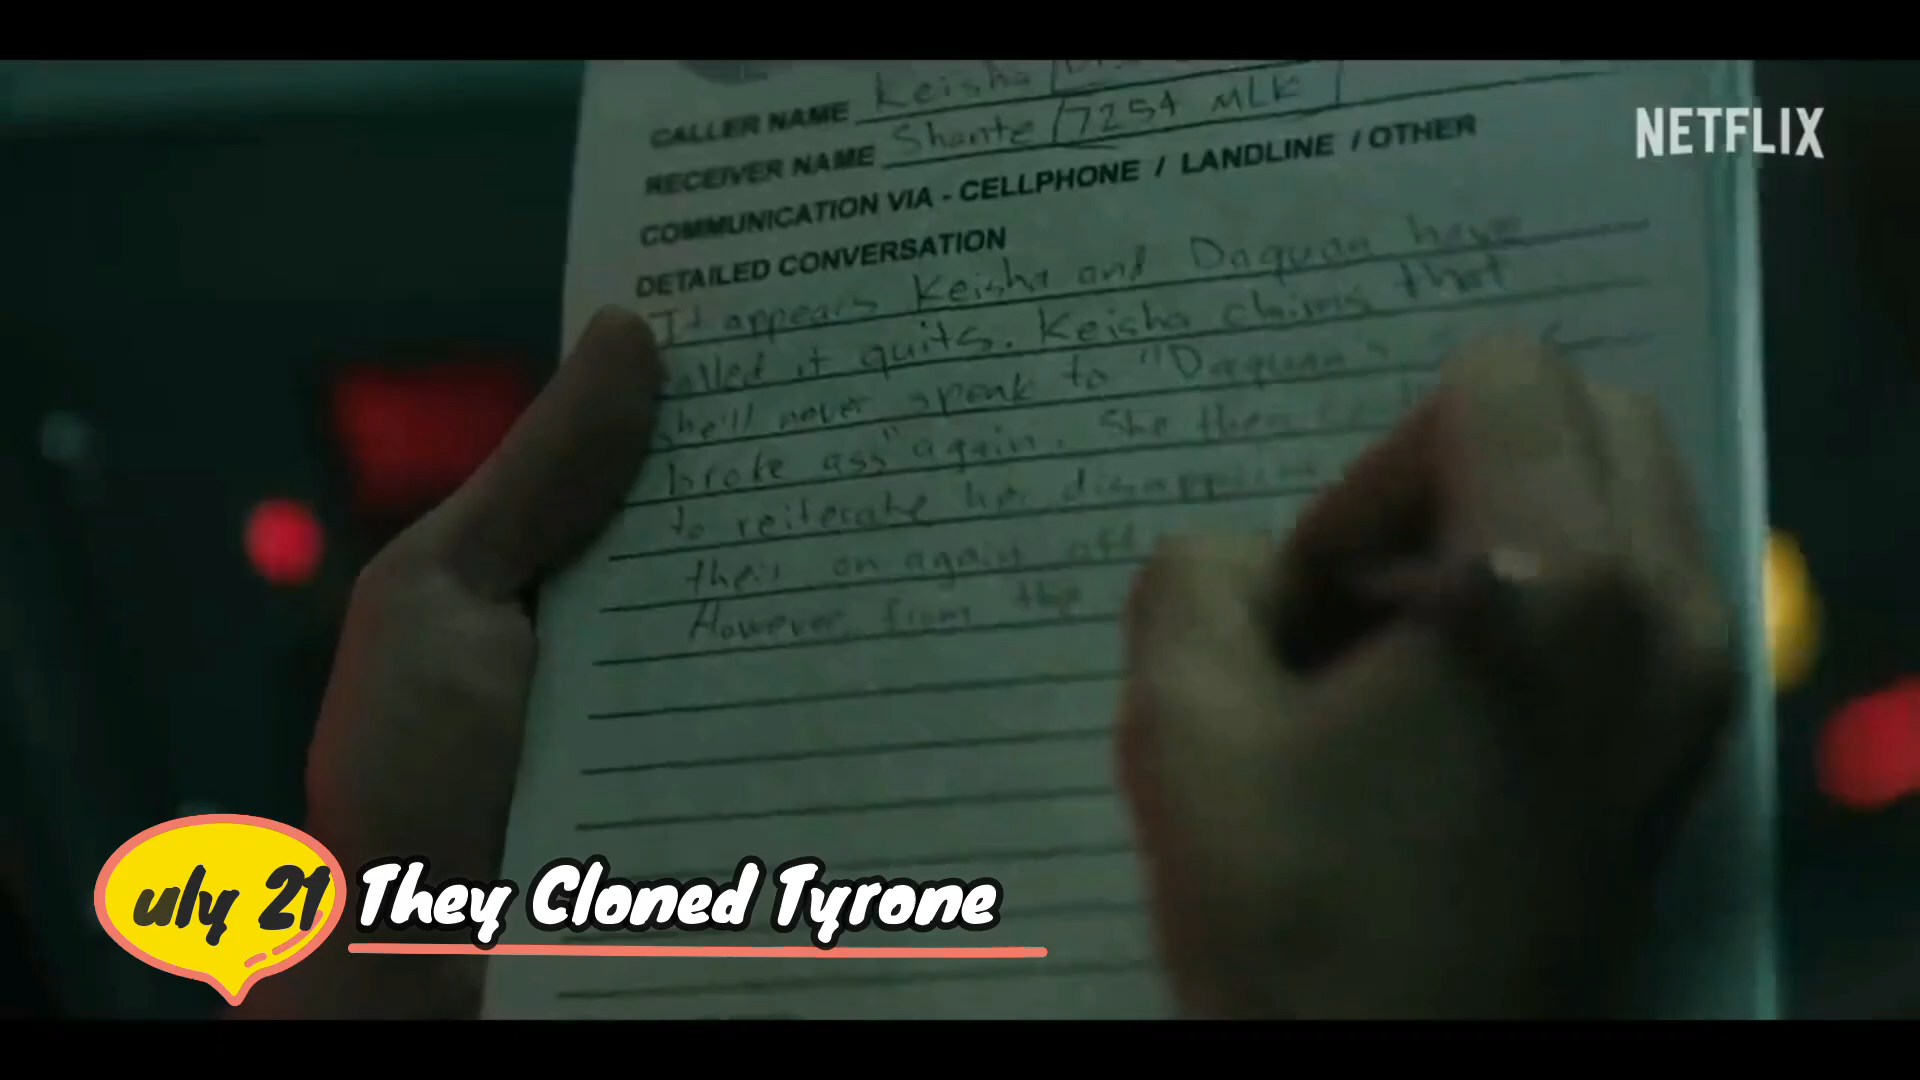 NETFLIX
CALLER NAME Keisha
RECEIVER NAME Shante / 7254 MLK
COMMUNICATION VIA - CELLPHONE / LANDLINE / OTHER
DETAILED CONVERSATION
It appears Keisha and Daquan have
called it quits. Keisha claims that
she'll never speak to "Daquan's
broke ass" again. She then
to reiterate her
their on again off
However from the
uly 21 They Cloned Tyrone